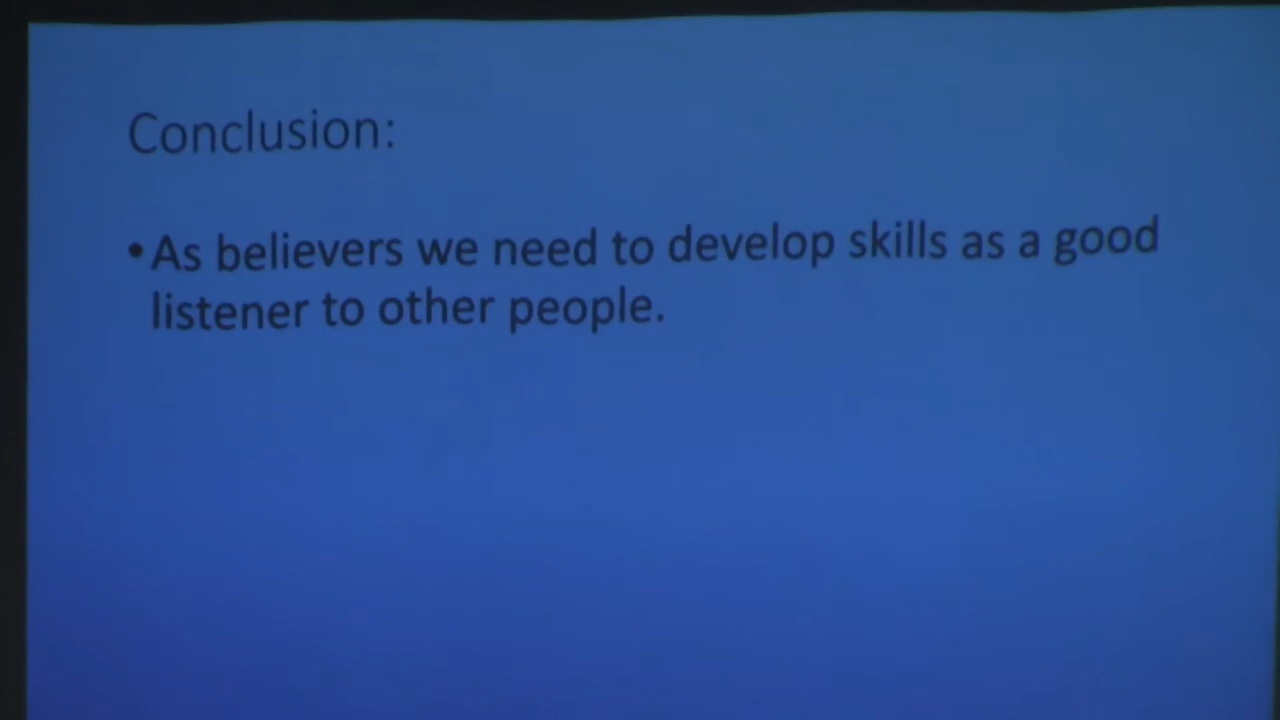 Conclusion:
•As believers we need to develop skills as a good
listener to other people.